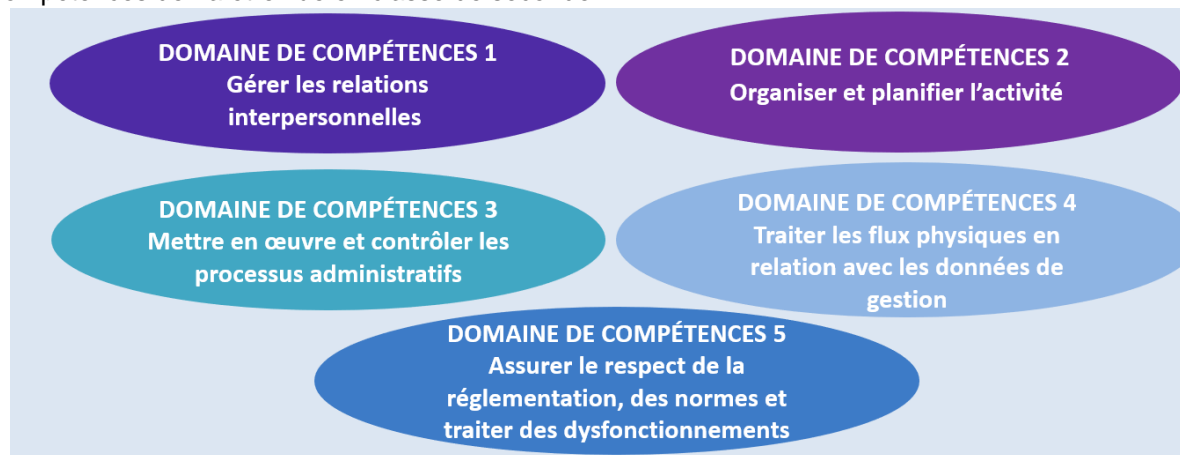 DOMAINE DE COMPÉTENCES 1
Gérer les relations
interpersonnelles
DOMAINE DE COMPÉTENCES 2
Organiser et planifier l’activité
DOMAINE DE COMPÉTENCES 3
Mettre en œuvre et contrôler les
processus administratifs
DOMAINE DE COMPÉTENCES 4
Traiter les flux physiques en
relation avec les données de
gestion
DOMAINE DE COMPÉTENCES 5
Assurer le respect de la
réglementation, des normes et
traiter des dysfonctionnements